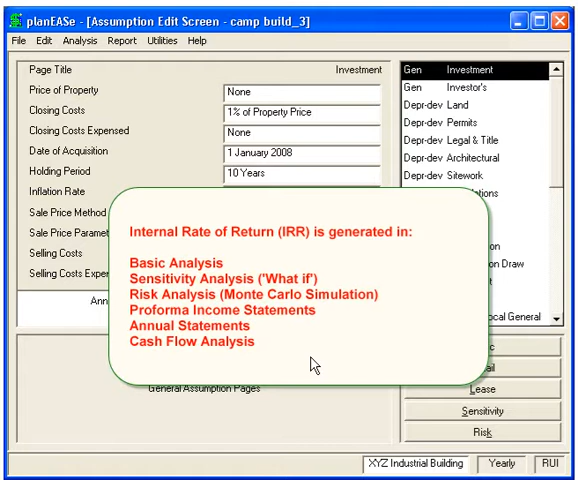 planEASe - [Assumption Edit Screen - camp build_3]
File Edit Analysis Report Utilities Help
Page Title Investment
Price of Property None
Closing Costs 1% of Property Price
Closing Costs Expensed None
Date of Acquisition 1 January 2008
Holding Period 10 Years
Inflation Rate
Sale Price Method
Sale Price Paramet
Selling Costs
Selling Costs Exper
Ann
General Assumption Pages
Gen Investment
Gen Investor's
Depr-dev Land
Depr-dev Permits
Depr-dev Legal & Title
Depr-dev Architectural
Depr-dev Sitework
ations
on
on Draw
t
ocal General
Internal Rate of Return (IRR) is generated in:
Basic Analysis
Sensitivity Analysis ('What if')
Risk Analysis (Monte Carlo Simulation)
Proforma Income Statements
Annual Statements
Cash Flow Analysis
c
ail
Lease
Sensitivity
Risk
XYZ Industrial Building Yearly RUI